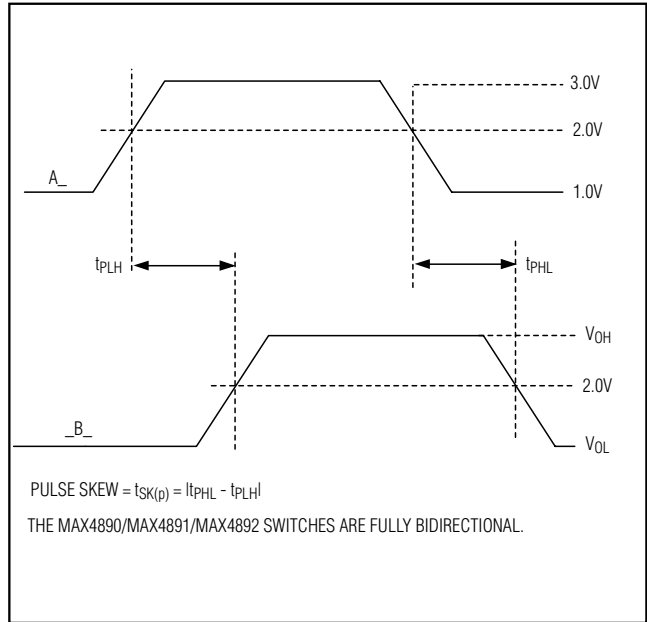 3.0V
2.0V
A_
1.0V
tPLH
tPHL
VOH
2.0V
_B_
VOL
PULSE SKEW = tSK(p) = |tPHL - tPLH|
THE MAX4890/MAX4891/MAX4892 SWITCHES ARE FULLY BIDIRECTIONAL.